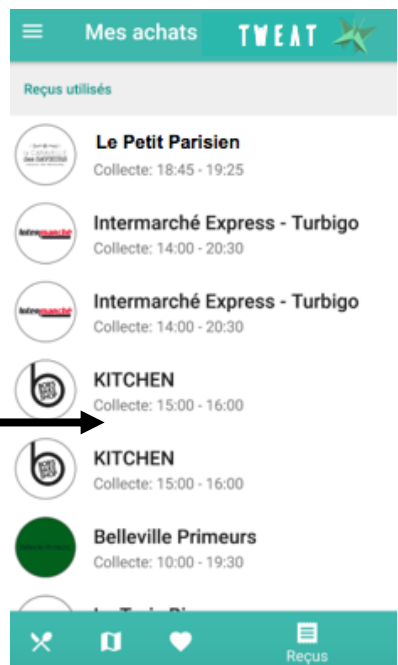 Mes achats TWEAT
Reçus utilisés
Le Petit Parisien
Collecte: 18:45 - 19:25
Intermarché Express - Turbigo
Collecte: 14:00 - 20:30
Intermarché
Intermarché Express - Turbigo
Collecte: 14:00 - 20:30
Intermarché
KITCHEN
Collecte: 15:00 - 16:00
KITCHEN
Collecte: 15:00 - 16:00
Belleville Primeurs
Collecte: 10:00 - 19:30
Reçus